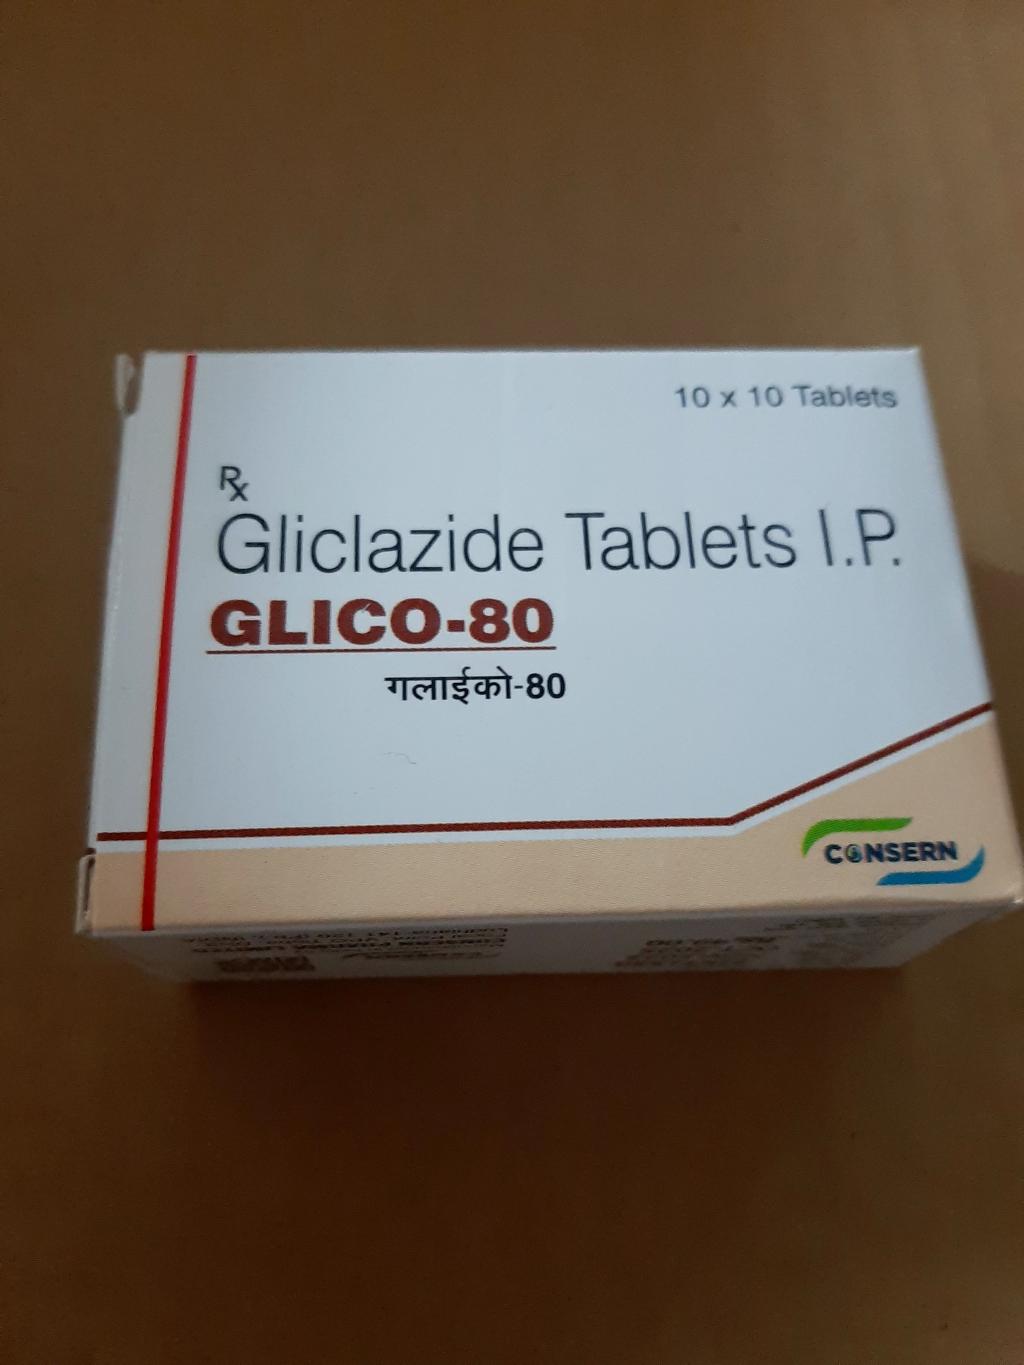 10 x 10 Tablets
Rx
Gliclazide Tablets I.P.
GLICO-80
गलाईको-80
CONSERN